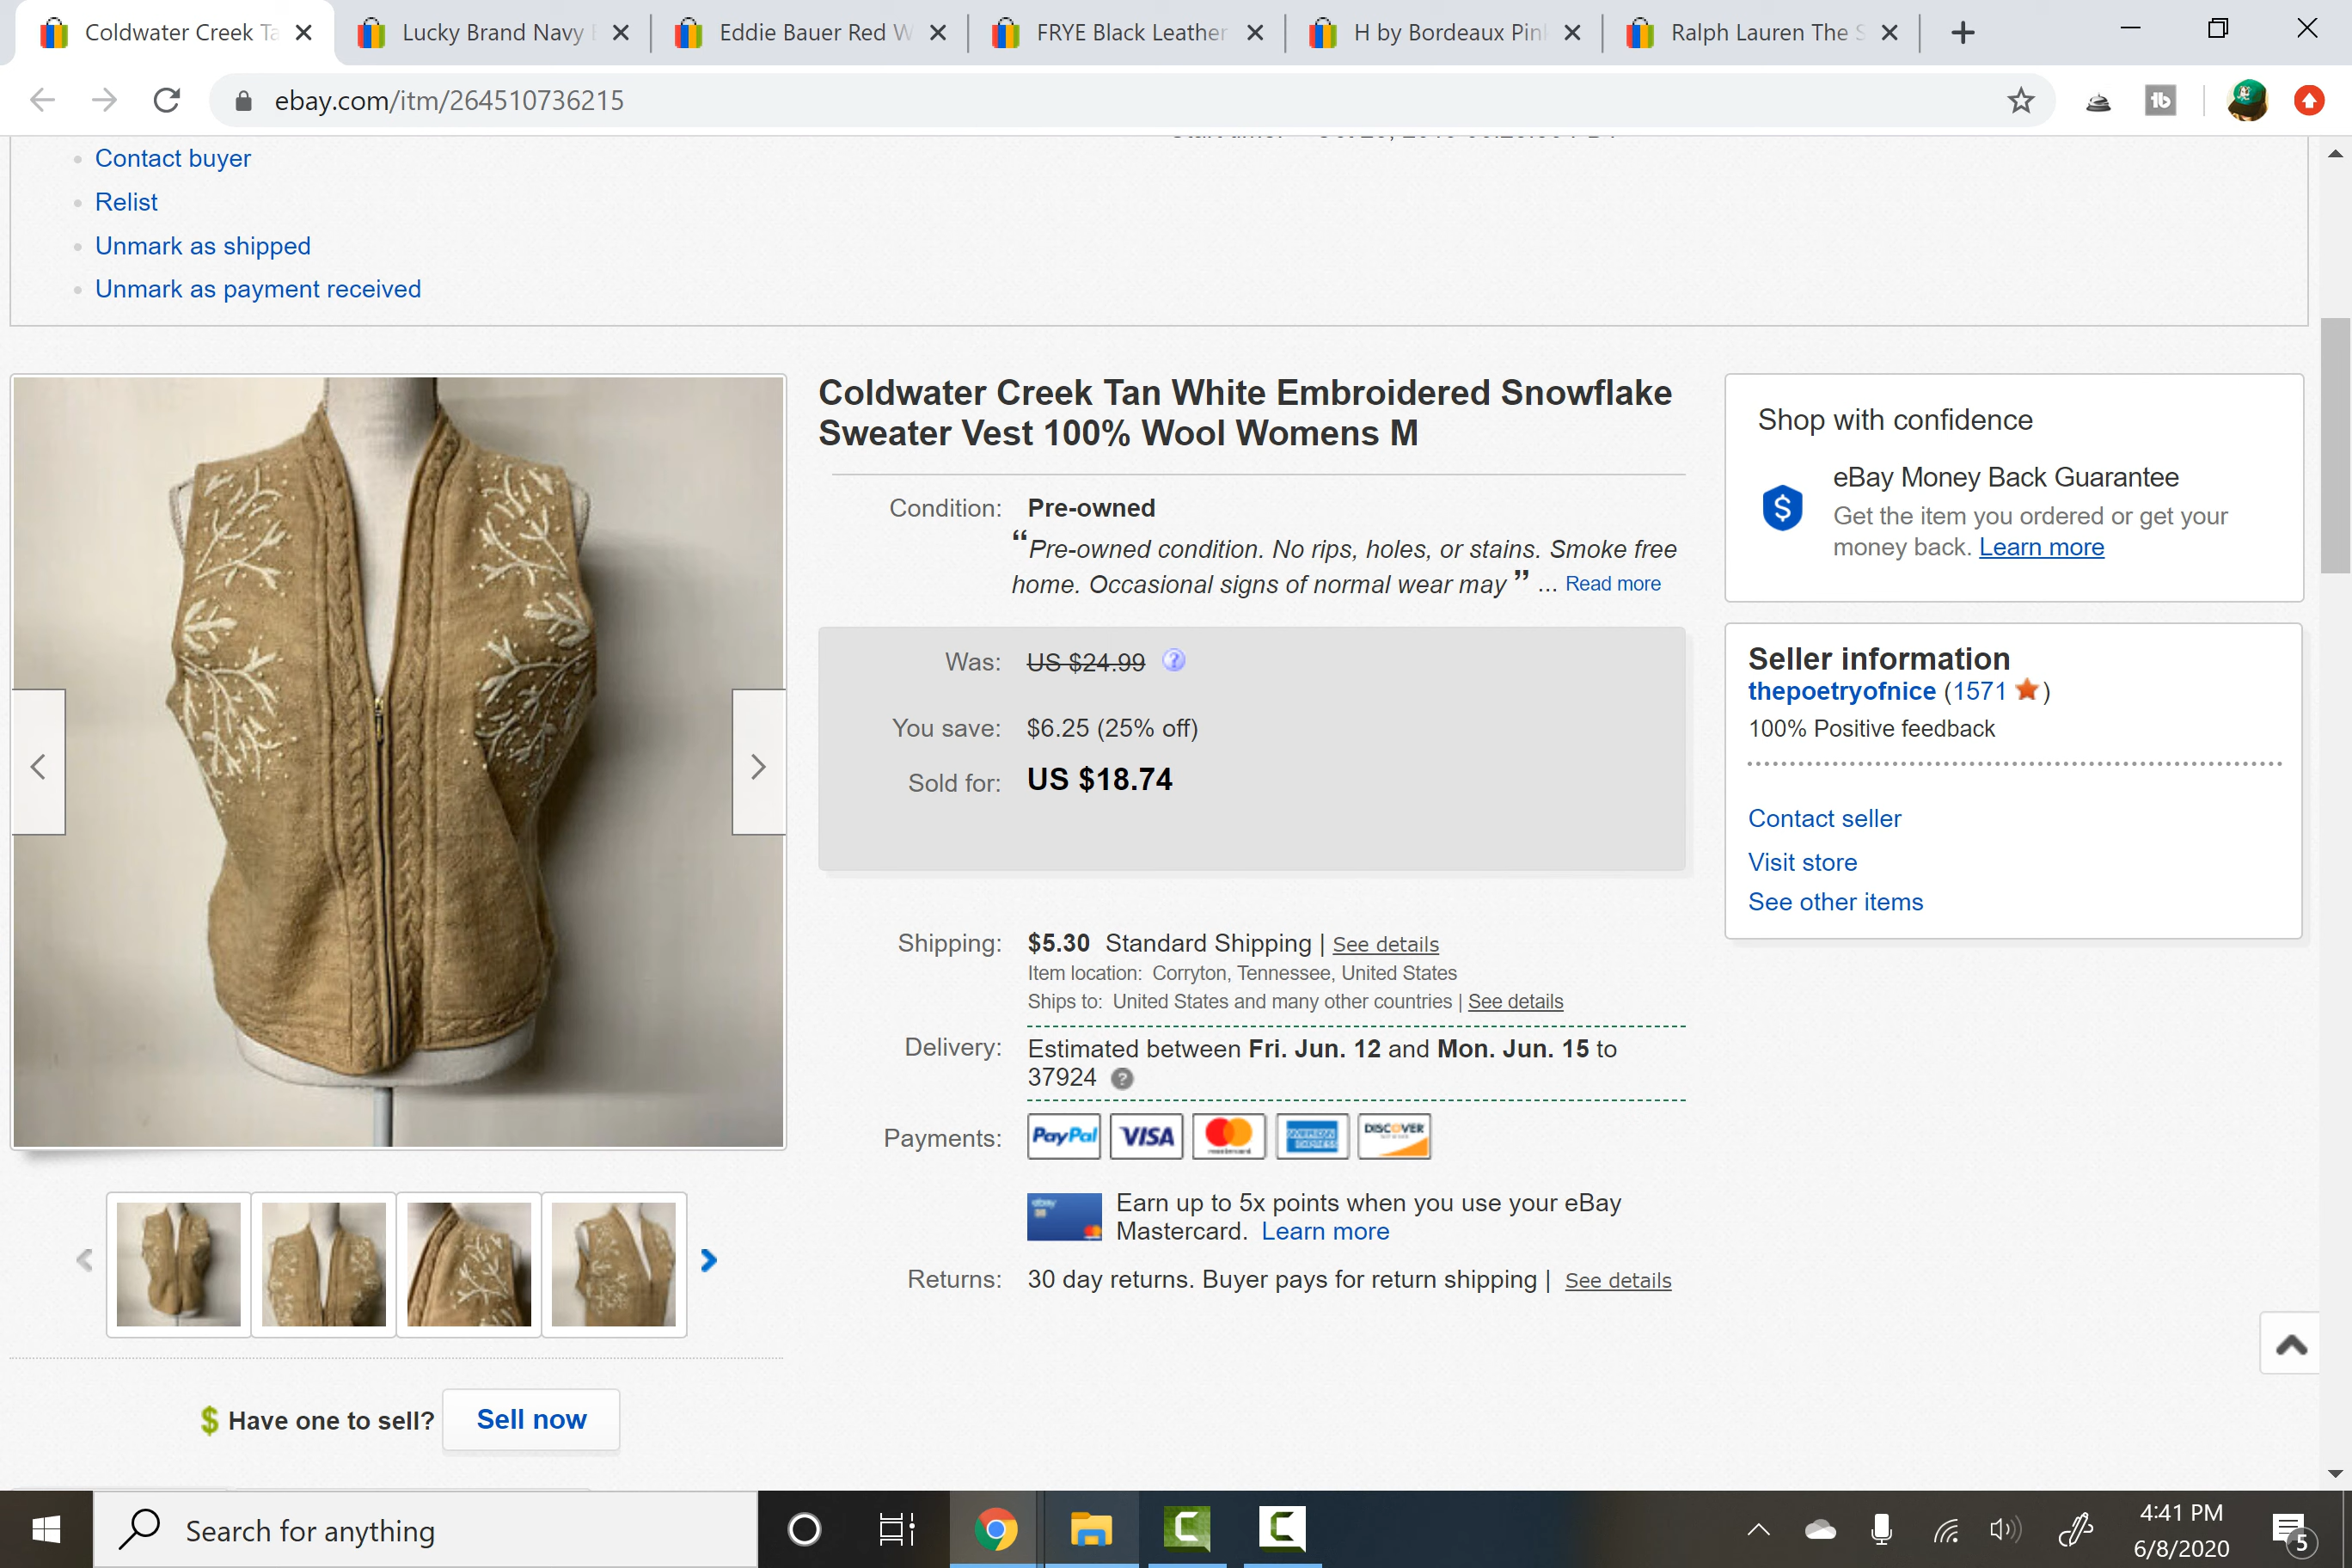 Coldwater Creek Ta
Lucky Brand Navy
Eddie Bauer Red W
FRYE Black Leather
H by Bordeaux Pin
Ralph Lauren The S
ebay.com/itm/264510736215
tb
Contact buyer
Relist
Unmark as shipped
Unmark as payment received
Coldwater Creek Tan White Embroidered Snowflake
Sweater Vest 100% Wool Womens M
Condition: Pre-owned
“Pre-owned condition. No rips, holes, or stains. Smoke free
home. Occasional signs of normal wear may ” ... Read more
Was: US $24.99 ?
You save: $6.25 (25% off)
Sold for: US $18.74
Shipping: $5.30 Standard Shipping | See details
Item location: Corryton, Tennessee, United States
Ships to: United States and many other countries | See details
Delivery: Estimated between Fri. Jun. 12 and Mon. Jun. 15 to
37924 ?
Payments: PayPal VISA mastercard AMERICAN EXPRESS DISCOVER
ebay
Earn up to 5x points when you use your eBay
Mastercard. Learn more
Returns: 30 day returns. Buyer pays for return shipping | See details
Shop with confidence
$
eBay Money Back Guarantee
Get the item you ordered or get your
money back. Learn more
Seller information
thepoetryofnice (1571 )
100% Positive feedback
Contact seller
Visit store
See other items
$ Have one to sell? Sell now
Search for anything
C
C
4:41 PM
6/8/2020
5